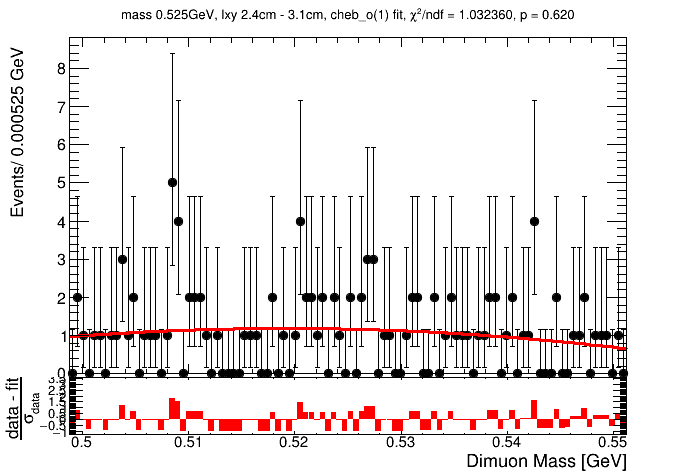 mass 0.525GeV, lxy 2.4cm - 3.1cm, cheb_o(1) fit, χ²/ndf = 1.032360, p = 0.620
Events/ 0.000525 GeV
8
7
6
5
4
3
2
1
0
data - fit
σdata
0.5 0.51 0.52 0.53 0.54 0.55
Dimuon Mass [GeV]